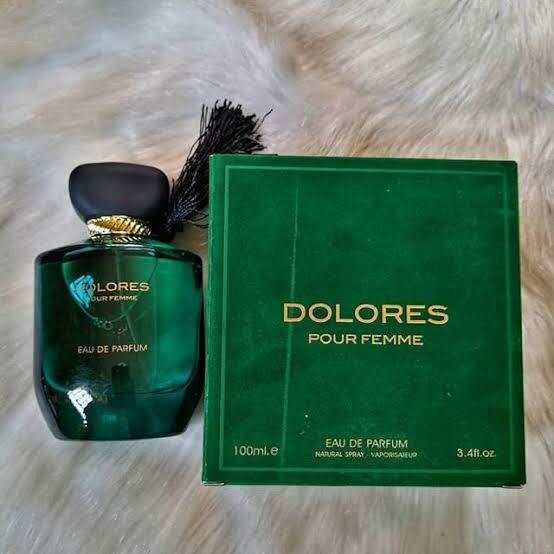 DOLORES
POUR FEMME
EAU DE PARFUM
DOLORES
POUR FEMME
EAU DE PARFUM
NATURAL SPRAY - VAPORISATEUR
100ml.e
3.4fl.oz.